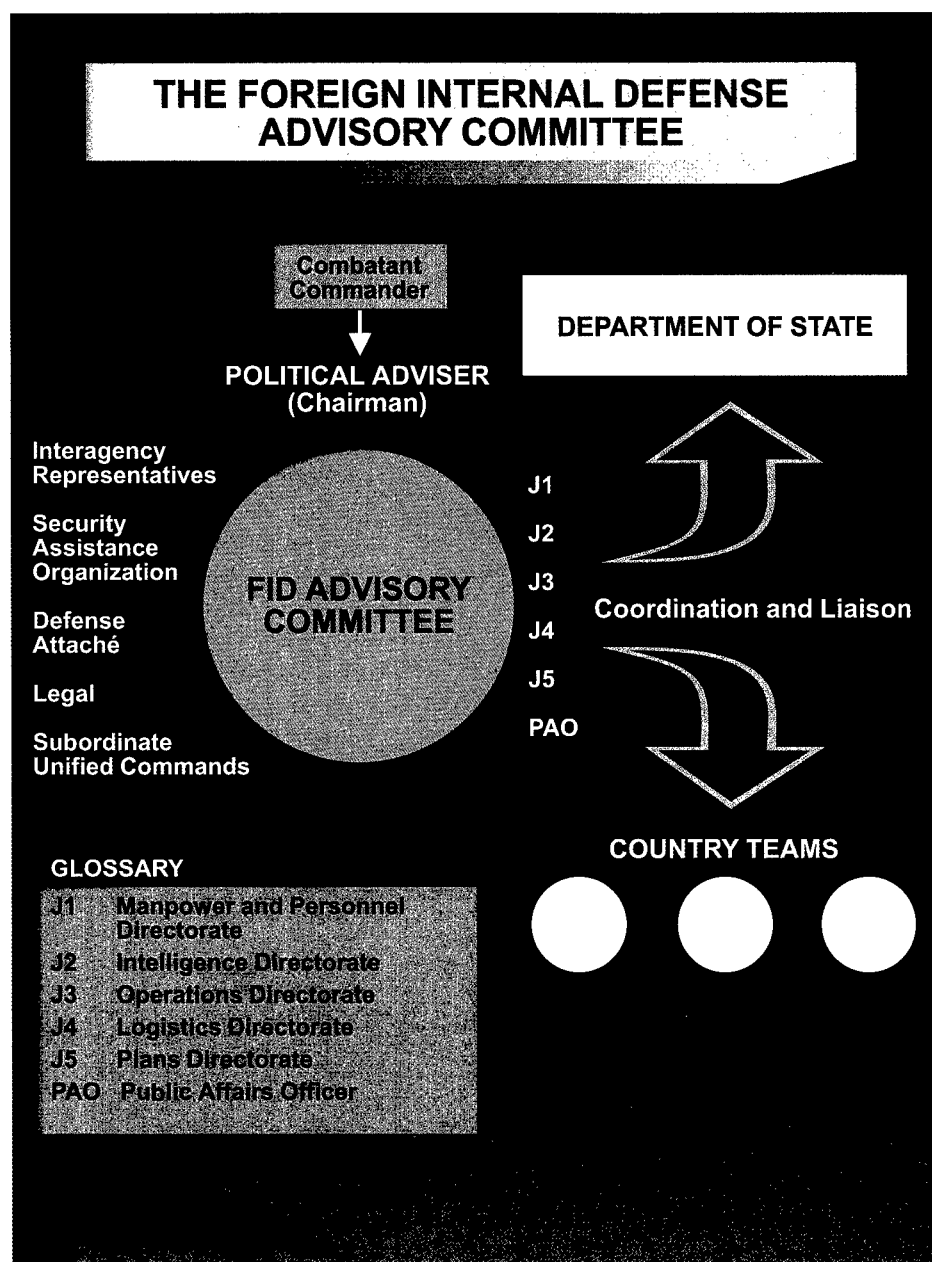 THE FOREIGN INTERNAL DEFENSE
ADVISORY COMMITTEE
Combatant
Commander
POLITICAL ADVISER
(Chairman)
DEPARTMENT OF STATE
Interagency
Representatives
Security
Assistance
Organization
Defense
Attaché
Legal
Subordinate
Unified Commands
FID ADVISORY
COMMITTEE
J1
J2
J3
J4
J5
PAO
Coordination and Liaison
COUNTRY TEAMS
GLOSSARY
J1 Manpower and Personnel
Directorate
J2 Intelligence Directorate
J3 Operations Directorate
J4 Logistics Directorate
J5 Plans Directorate
PAO Public Affairs Officer